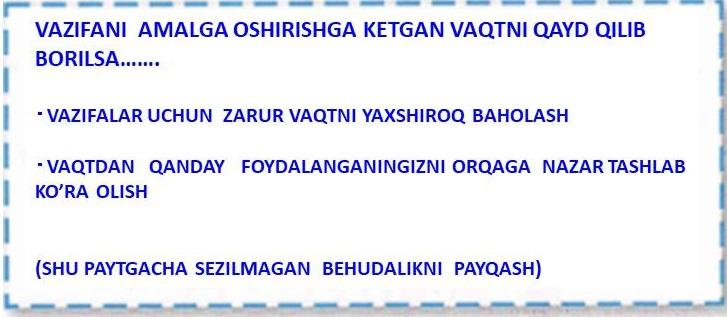 VAZIFANI AMALGA OSHIRISHGA KETGAN VAQTNI QAYD QILIB
BORILSA…….
· VAZIFALAR UCHUN ZARUR VAQTNI YAXSHIROQ BAHOLASH
· VAQTDAN QANDAY FOYDALANGANINGIZNI ORQAGA NAZAR TASHLAB
KO’RA OLISH
(SHU PAYTGACHA SEZILMAGAN BEHUDALIKNI PAYQASH)